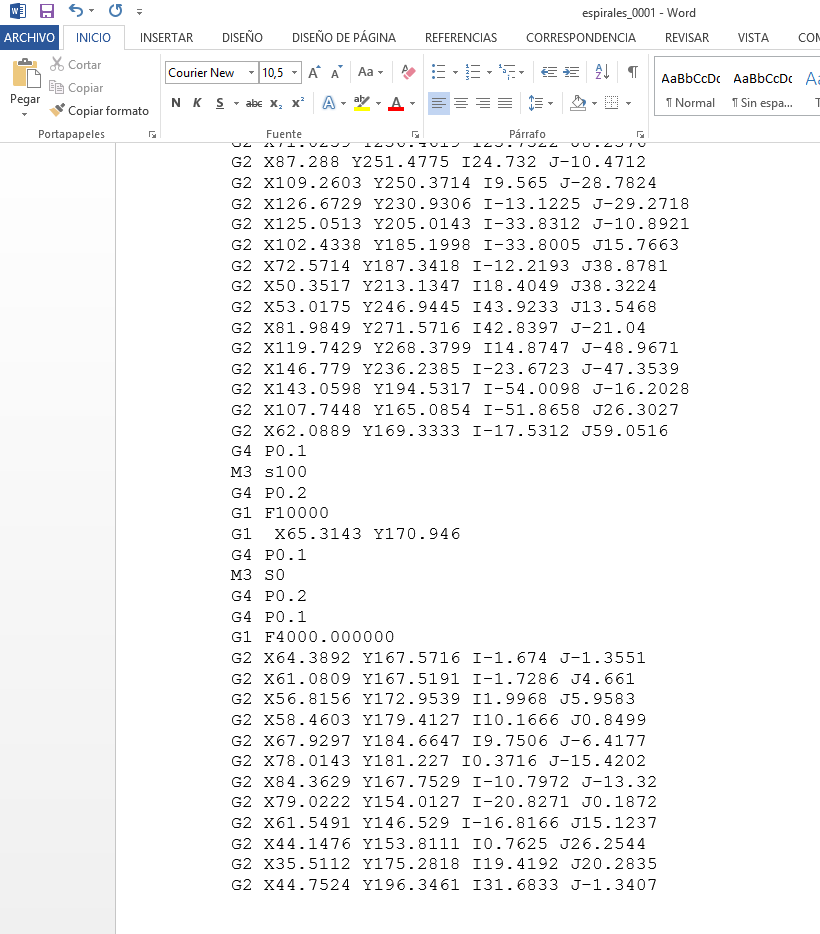 espirales_0001 - Word
ARCHIVO INICIO INSERTAR DISEÑO DISEÑO DE PÁGINA REFERENCIAS CORRESPONDENCIA REVISAR VISTA COM
Pegar
Cortar
Copiar
Copiar formato
Portapapeles
Courier New 10,5
N K S abc x₂ x²
Fuente
Párrafo
AaBbCcDc AaBbCcDc Aa
¶ Normal ¶ Sin espa... T
G2 X87.288 Y251.4775 I24.732 J-10.4712
G2 X109.2603 Y250.3714 I9.565 J-28.7824
G2 X126.6729 Y230.9306 I-13.1225 J-29.2718
G2 X125.0513 Y205.0143 I-33.8312 J-10.8921
G2 X102.4338 Y185.1998 I-33.8005 J15.7663
G2 X72.5714 Y187.3418 I-12.2193 J38.8781
G2 X50.3517 Y213.1347 I18.4049 J38.3224
G2 X53.0175 Y246.9445 I43.9233 J13.5468
G2 X81.9849 Y271.5716 I42.8397 J-21.04
G2 X119.7429 Y268.3799 I14.8747 J-48.9671
G2 X146.779 Y236.2385 I-23.6723 J-47.3539
G2 X143.0598 Y194.5317 I-54.0098 J-16.2028
G2 X107.7448 Y165.0854 I-51.8658 J26.3027
G2 X62.0889 Y169.3333 I-17.5312 J59.0516
G4 P0.1
M3 s100
G4 P0.2
G1 F10000
G1  X65.3143 Y170.946
G4 P0.1
M3 S0
G4 P0.2
G4 P0.1
G1 F4000.000000
G2 X64.3892 Y167.5716 I-1.674 J-1.3551
G2 X61.0809 Y167.5191 I-1.7286 J4.661
G2 X56.8156 Y172.9539 I1.9968 J5.9583
G2 X58.4603 Y179.4127 I10.1666 J0.8499
G2 X67.9297 Y184.6647 I9.7506 J-6.4177
G2 X78.0143 Y181.227 I0.3716 J-15.4202
G2 X84.3629 Y167.7529 I-10.7972 J-13.32
G2 X79.0222 Y154.0127 I-20.8271 J0.1872
G2 X61.5491 Y146.529 I-16.8166 J15.1237
G2 X44.1476 Y153.8111 I0.7625 J26.2544
G2 X35.5112 Y175.2818 I19.4192 J20.2835
G2 X44.7524 Y196.3461 I31.6833 J-1.3407